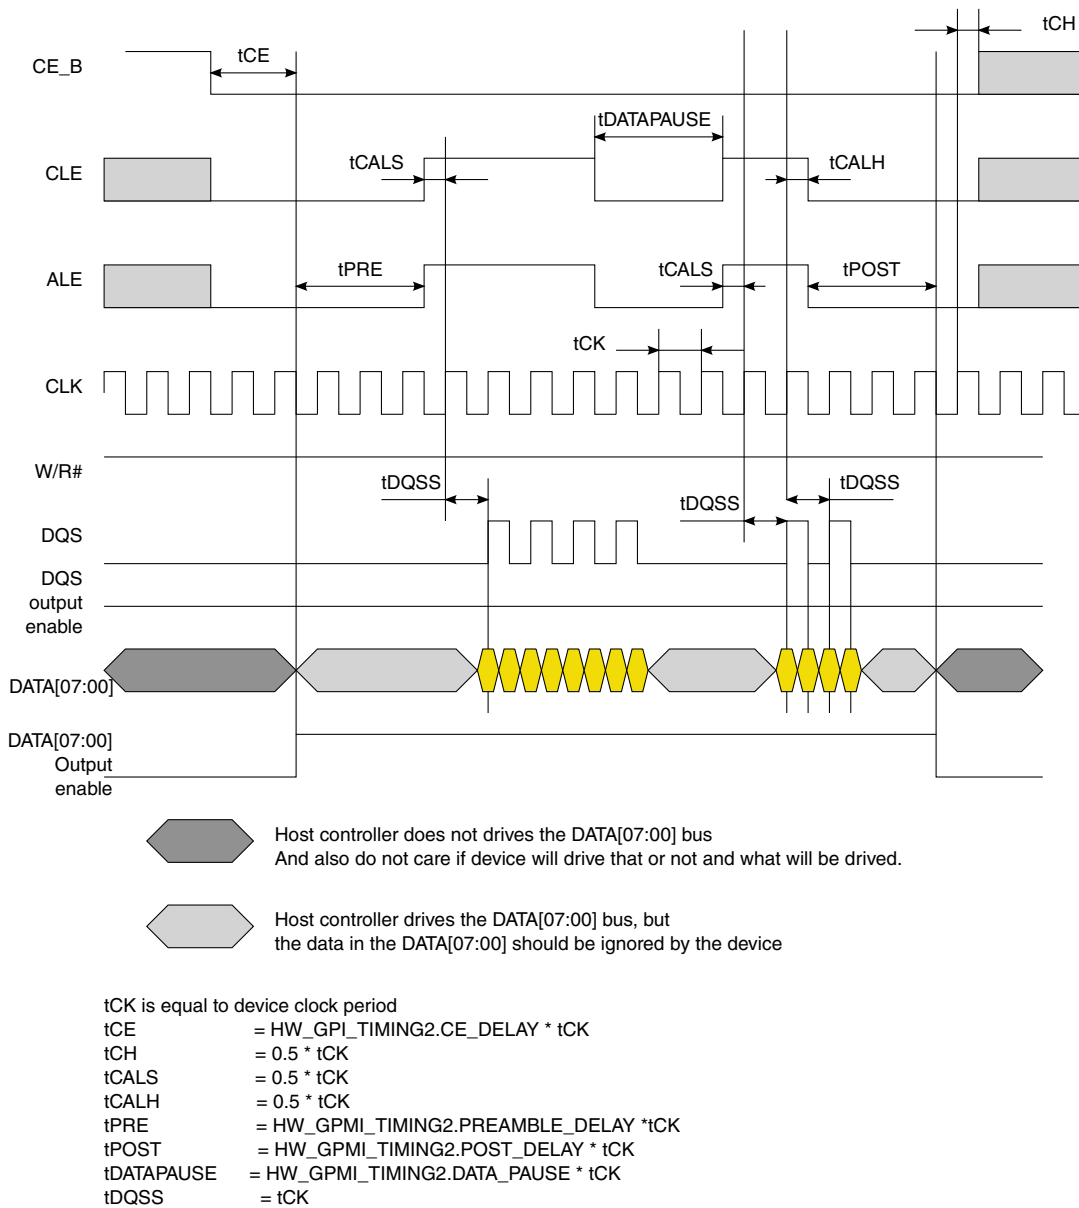 tCH
tCE
CE_B
tDATAPAUSE
tCALS
tCALH
CLE
tPRE
tCALS
tPOST
ALE
tCK
CLK
W/R#
tDQSS
tDQSS
tDQSS
DQS
DQS
output
enable
DATA[07:00]
DATA[07:00]
Output
enable
Host controller does not drives the DATA[07:00] bus
And also do not care if device will drive that or not and what will be drived.
Host controller drives the DATA[07:00] bus, but
the data in the DATA[07:00] should be ignored by the device
tCK is equal to device clock period
tCE = HW_GPI_TIMING2.CE_DELAY * tCK
tCH = 0.5 * tCK
tCALS = 0.5 * tCK
tCALH = 0.5 * tCK
tPRE = HW_GPMI_TIMING2.PREAMBLE_DELAY *tCK
tPOST = HW_GPMI_TIMING2.POST_DELAY * tCK
tDATAPAUSE = HW_GPMI_TIMING2.DATA_PAUSE * tCK
tDQSS = tCK